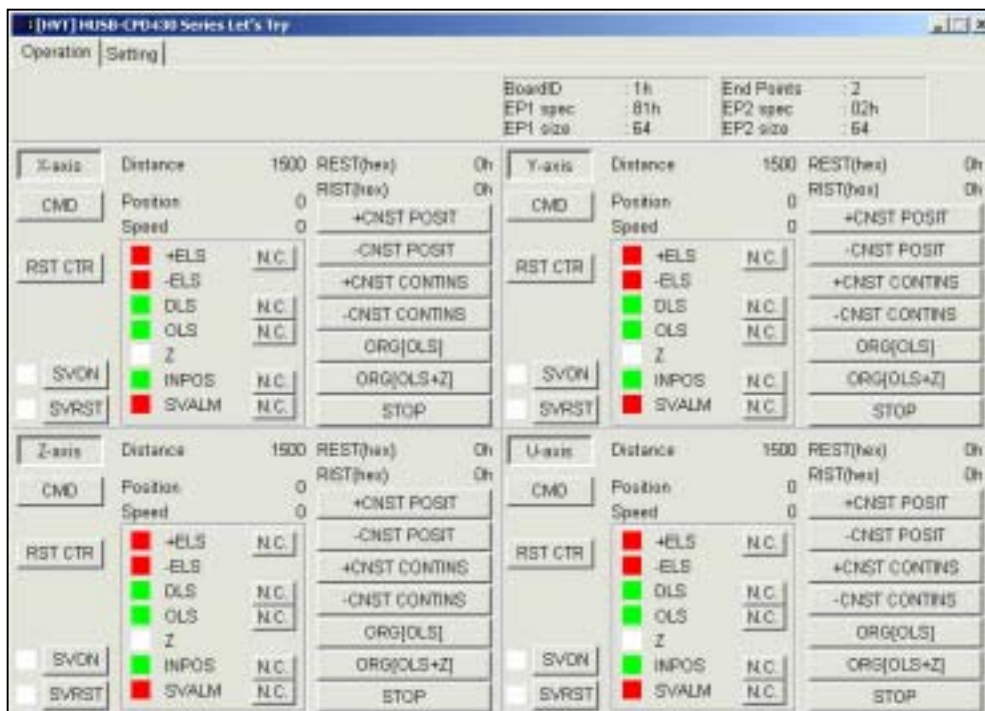 [HVT] HUSB-CPD430 Series Let's Try
Operation Setting
BoardID : 1h End Points : 2
EP1 spec : 81h EP2 spec : 02h
EP1 size : 64 EP2 size : 64
X-axis Distance 1500 REST(hex) 0h
RIST(hex) 0h
CMD Position 0 +CNST POSIT
Speed 0
-CNST POSIT
RST CTR +ELS N.C.
-ELS +CNST CONTINS
DLS N.C. -CNST CONTINS
OLS N.C.
Z ORG[OLS]
SVON INPOS N.C. ORG[OLS+Z]
SVRST SVALM N.C. STOP
Y-axis Distance 1500 REST(hex) 0h
RIST(hex) 0h
CMD Position 0 +CNST POSIT
Speed 0
-CNST POSIT
RST CTR +ELS N.C.
-ELS +CNST CONTINS
DLS N.C. -CNST CONTINS
OLS N.C.
Z ORG[OLS]
SVON INPOS N.C. ORG[OLS+Z]
SVRST SVALM N.C. STOP
Z-axis Distance 1500 REST(hex) 0h
RIST(hex) 0h
CMD Position 0 +CNST POSIT
Speed 0
-CNST POSIT
RST CTR +ELS N.C.
-ELS +CNST CONTINS
DLS N.C. -CNST CONTINS
OLS N.C.
Z ORG[OLS]
SVON INPOS N.C. ORG[OLS+Z]
SVRST SVALM N.C. STOP
U-axis Distance 1500 REST(hex) 0h
RIST(hex) 0h
CMD Position 0 +CNST POSIT
Speed 0
-CNST POSIT
RST CTR +ELS N.C.
-ELS +CNST CONTINS
DLS N.C. -CNST CONTINS
OLS N.C.
Z ORG[OLS]
SVON INPOS N.C. ORG[OLS+Z]
SVRST SVALM N.C. STOP